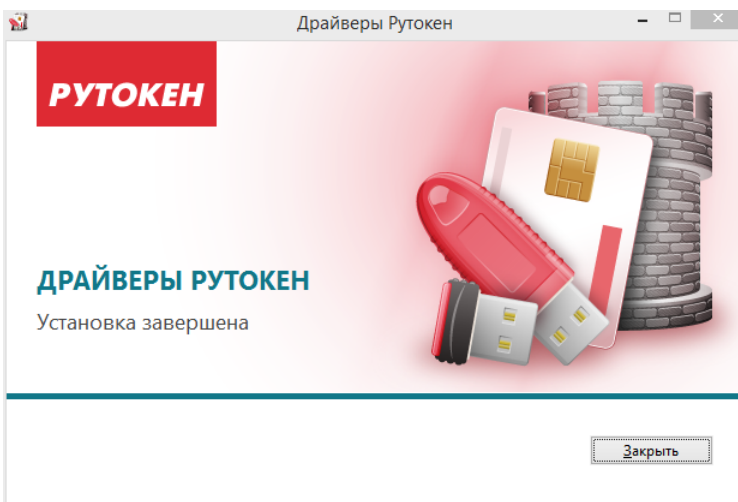 Драйверы Рутокен
РУТОКЕН
ДРАЙВЕРЫ РУТОКЕН
Установка завершена
Закрыть